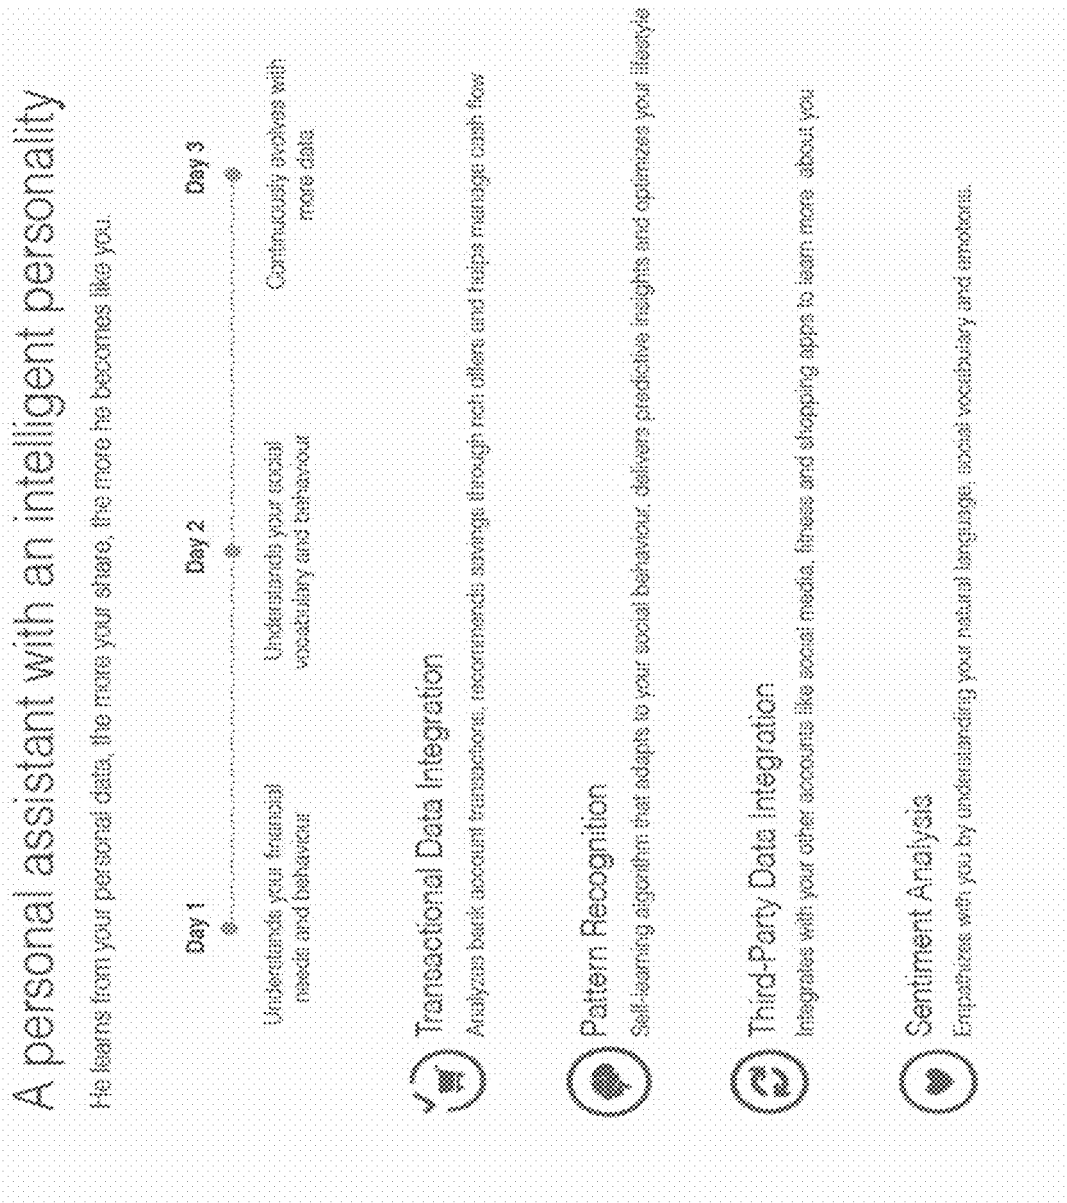 A personal assistant with an intelligent personality
He learns from your personal data, the more your share, the more he becomes like you.
Day 1
Day 2
Day 3
Understands your financial
needs and behaviour
Understands your social
vocabulary and behaviour
Continuously evolves with
more data
Transactional Data Integration
Analyzes bank account transactions, recommends savings through rich offers and helps manage cash flow
Pattern Recognition
Self-learning algorithm that adapts to your social behaviour, delivers predictive insights and optimizes your lifestyle
Third-Party Data Integration
Integrates with your other accounts like social media, fitness and shopping apps to learn more about you
Sentiment Analysis
Empathizes with you by understanding your natural language, social vocabulary and emotions.